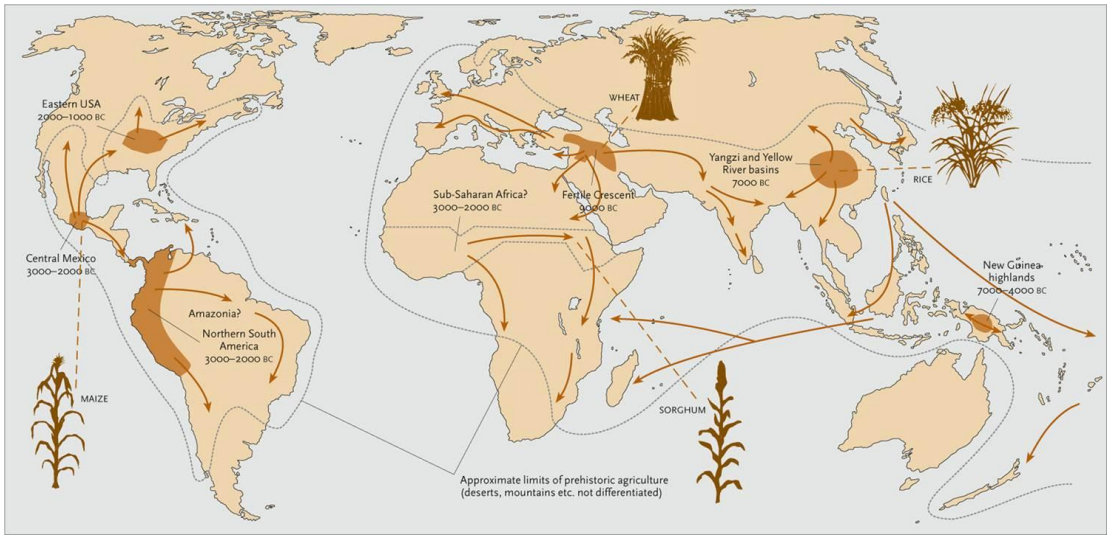 Eastern USA
2000–1000 BC
Central Mexico
3000–2000 BC
MAIZE
Amazonia?
Northern South
America
3000–2000 BC
Sub-Saharan Africa?
3000–2000 BC
WHEAT
Fertile Crescent
9000 BC
Yangzi and Yellow
River basins
7000 BC
RICE
New Guinea
highlands
7000–4000 BC
SORGHUM
Approximate limits of prehistoric agriculture
(deserts, mountains etc. not differentiated)